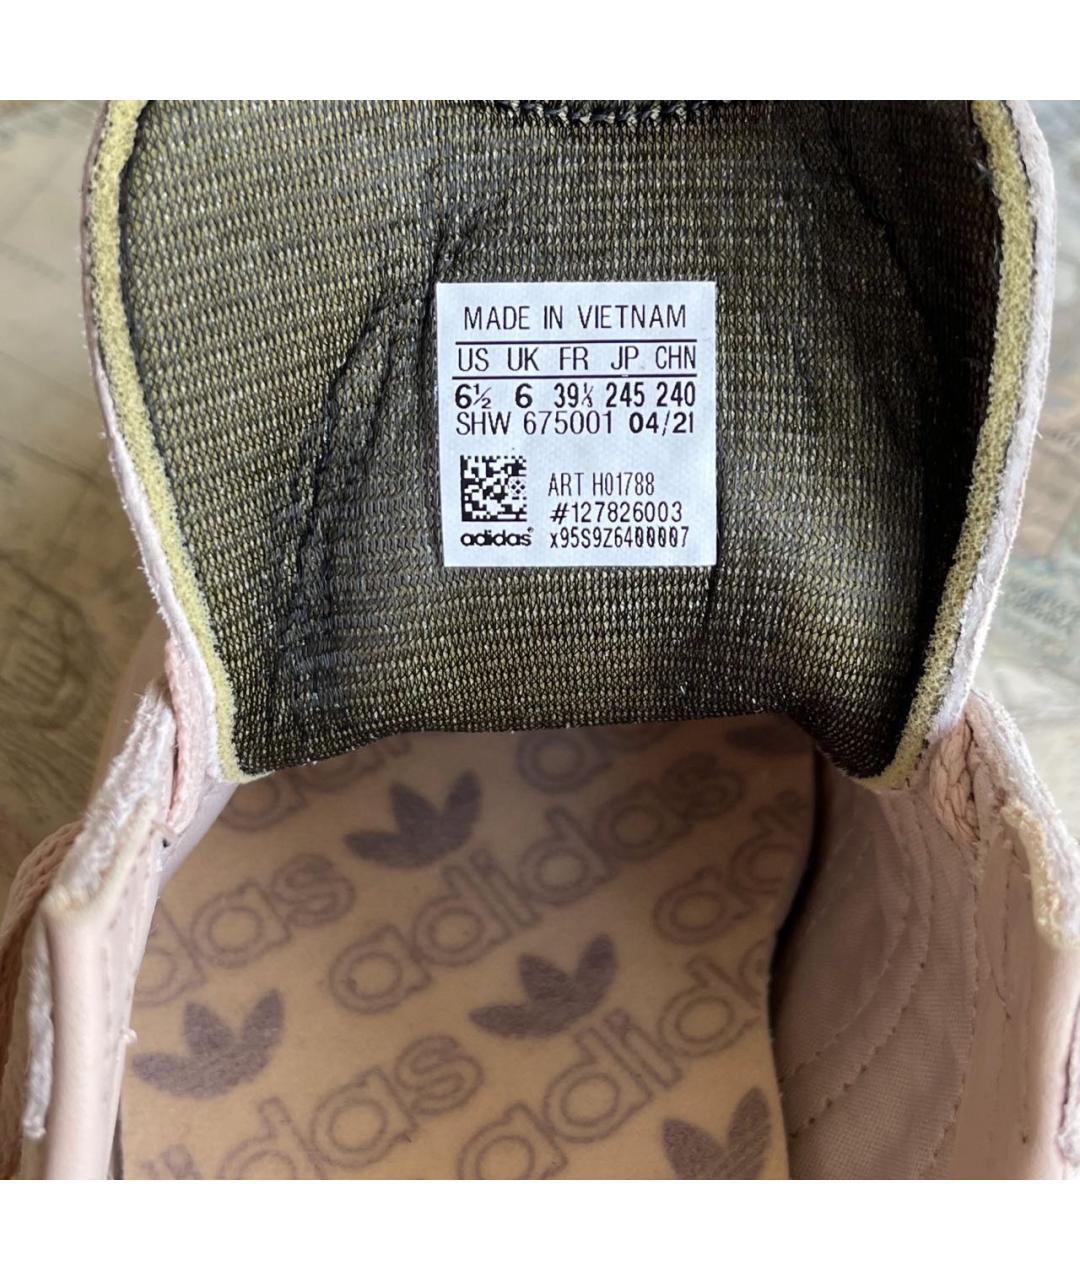 MADE IN VIETNAM
US UK FR JP CHN
6½ 6 39⅓ 245 240
SHW 675001 04/21
ART H01788
#127826003
adidas® x95S9Z6400007
adidas
adidas
adidas
adidas